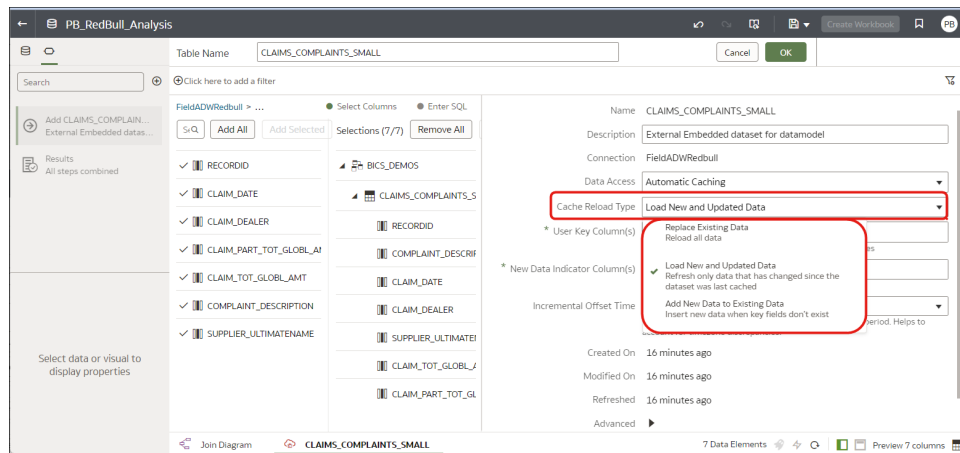 PB_RedBull_Analysis
Create Workbook
PB
Table Name
CLAIMS_COMPLAINTS_SMALL
Cancel
OK
Search
Click here to add a filter
Add CLAIMS_COMPLAIN...
External Embedded datas...
Results
All steps combined
Select data or visual to
display properties
FieldADWRedbull > ...
Select Columns
Enter SQL
Add All
Add Selected
Selections (7/7)
Remove All
RECORDID
CLAIM_DATE
CLAIM_DEALER
CLAIM_PART_TOT_GLOBL_AM
CLAIM_TOT_GLOBL_AMT
COMPLAINT_DESCRIPTION
SUPPLIER_ULTIMATENAME
BICS_DEMOS
CLAIMS_COMPLAINTS_S
RECORDID
COMPLAINT_DESCRIP
CLAIM_DATE
CLAIM_DEALER
SUPPLIER_ULTIMATE
CLAIM_TOT_GLOBL_A
CLAIM_PART_TOT_GL
Name CLAIMS_COMPLAINTS_SMALL
Description External Embedded dataset for datamodel
Connection FieldADWRedbull
Data Access Automatic Caching
Cache Reload Type Load New and Updated Data
* User Key Column(s)
Replace Existing Data
Reload all data
* New Data Indicator Column(s)
Load New and Updated Data
Refresh only data that has changed since the
dataset was last cached
Incremental Offset Time
Add New Data to Existing Data
Insert new data when key fields don't exist
period. Helps to
Created On 16 minutes ago
Modified On 16 minutes ago
Refreshed 16 minutes ago
Advanced
Join Diagram
CLAIMS_COMPLAINTS_SMALL
7 Data Elements
Preview 7 columns